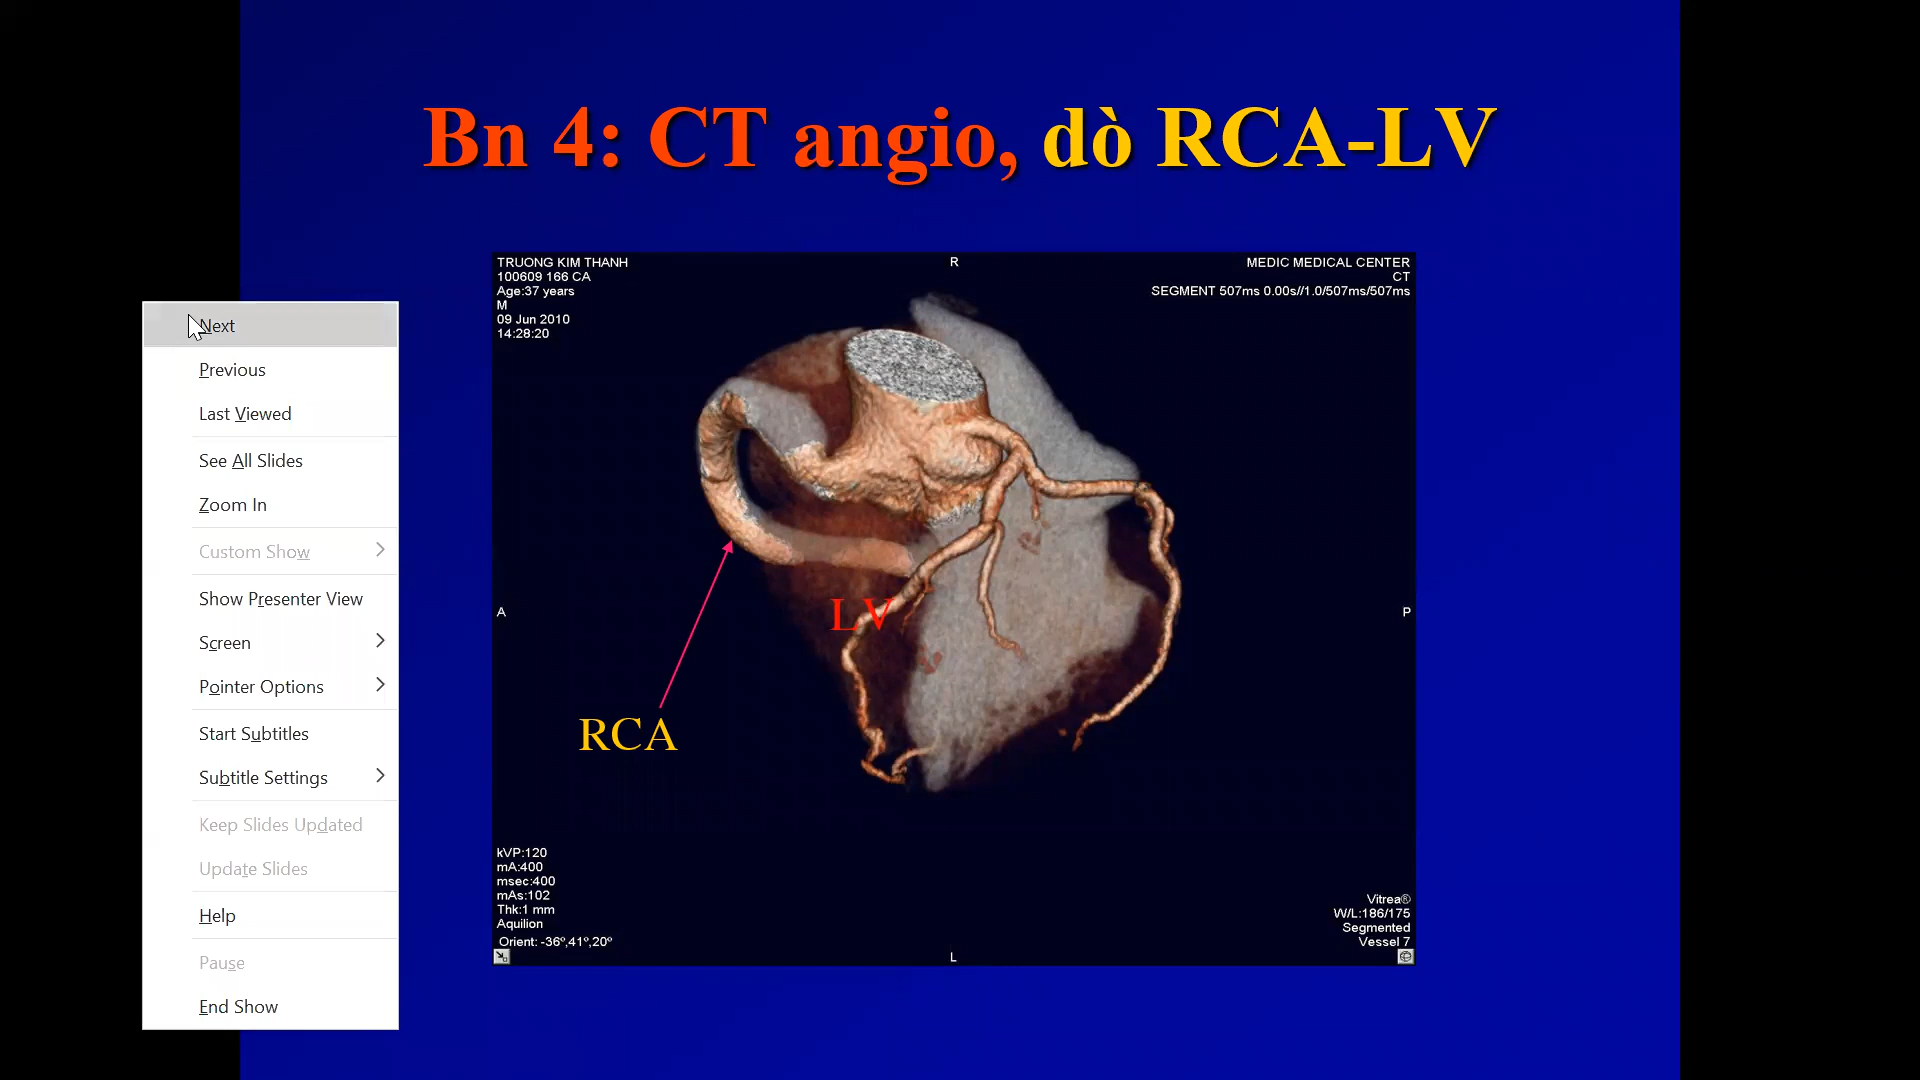 Bn 4: CT angio, dò RCA-LV
TRUONG KIM THANH
100609 166 CA
Age:37 years
M
09 Jun 2010
14:28:20
R
MEDIC MEDICAL CENTER
CT
SEGMENT 507ms 0.00s//1.0/507ms/507ms
A
P
LV
RCA
kVP:120
mA:400
msec:400
mAs:102
Thk:1 mm
Aquilion
Orient: -36º,41º,20º
L
Vitrea®
W/L:186/175
Segmented
Vessel 7
Next
Previous
Last Viewed
See All Slides
Zoom In
Custom Show
Show Presenter View
Screen
Pointer Options
Start Subtitles
Subtitle Settings
Keep Slides Updated
Update Slides
Help
Pause
End Show